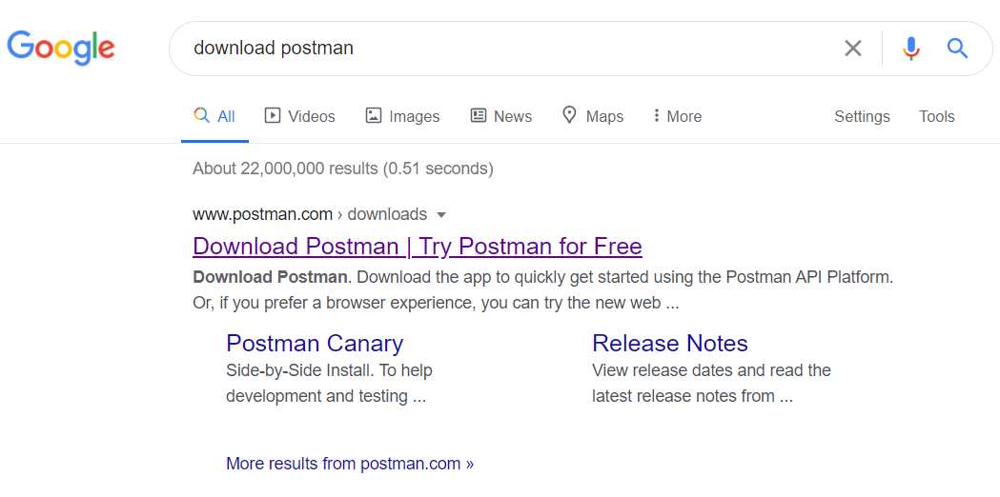 Google
download postman
All Videos Images News Maps More Settings Tools
About 22,000,000 results (0.51 seconds)
www.postman.com › downloads
Download Postman | Try Postman for Free
Download Postman. Download the app to quickly get started using the Postman API Platform.
Or, if you prefer a browser experience, you can try the new web ...
Postman Canary
Side-by-Side Install. To help
development and testing ...
Release Notes
View release dates and read the
latest release notes from ...
More results from postman.com »